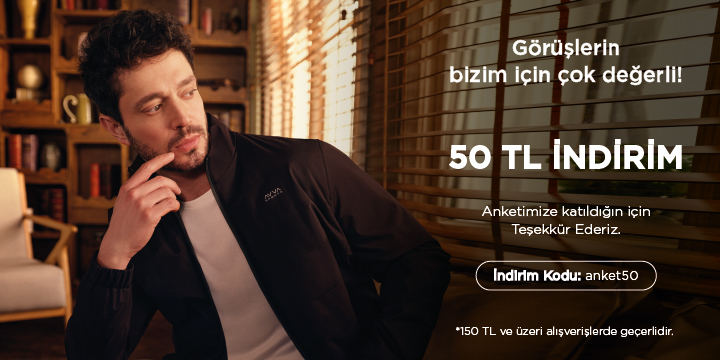 Görüşlerin
bizim için çok değerli!
50 TL İNDİRİM
Anketimize katıldığın için
Teşekkür Ederiz.
İndirim Kodu: anket50
*150 TL ve üzeri alışverişlerde geçerlidir.
AVVA